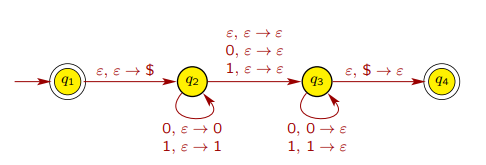 ε, ε → ε
0, ε → ε
1, ε → ε
q1 ε, ε → $ q2 q3 ε, $ → ε q4
0, ε → 0 0, 0 → ε
1, ε → 1 1, 1 → ε